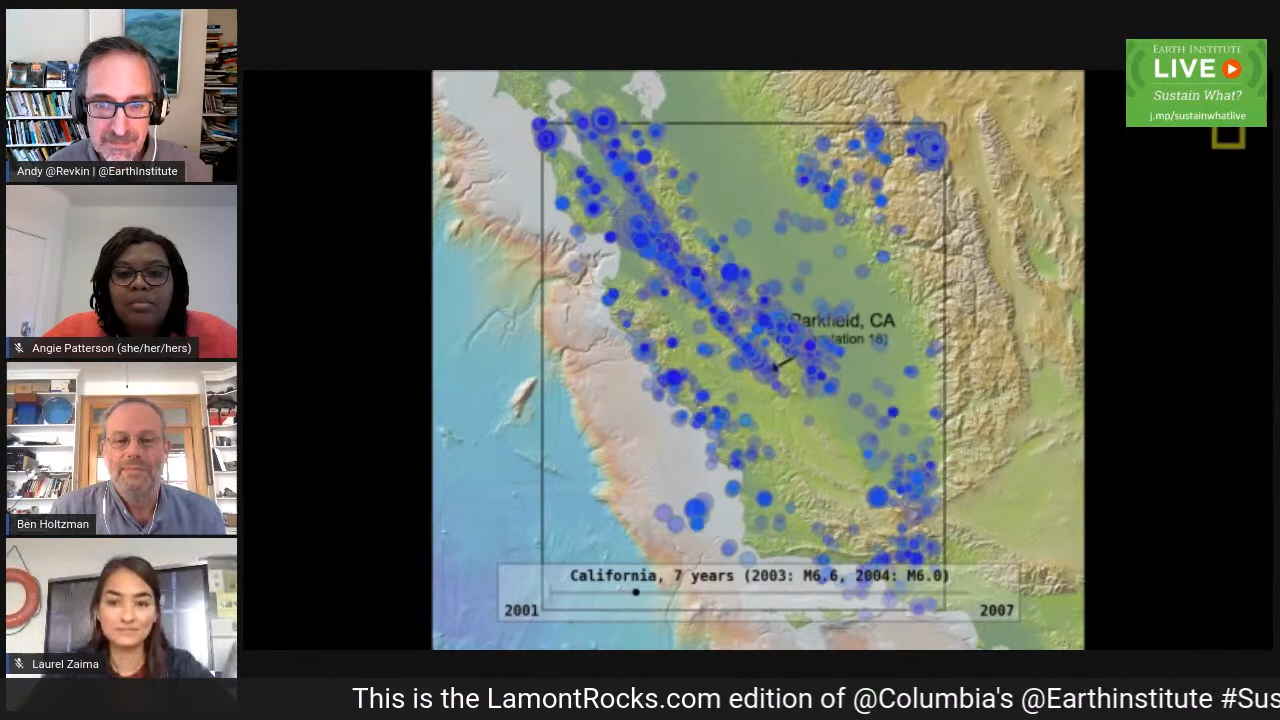 Andy @Revkin | @EarthInstitute
Angie Patterson (she/her/hers)
Ben Holtzman
Laurel Zaima
EARTH INSTITUTE
LIVE
Sustain What?
j.mp/sustainwhatlive
Parkfield, CA
18)
California, 7 years (2003: M6.6, 2004: M6.0)
2001
2007
This is the LamontRocks.com edition of @Columbia's @Earthinstitute #Sus